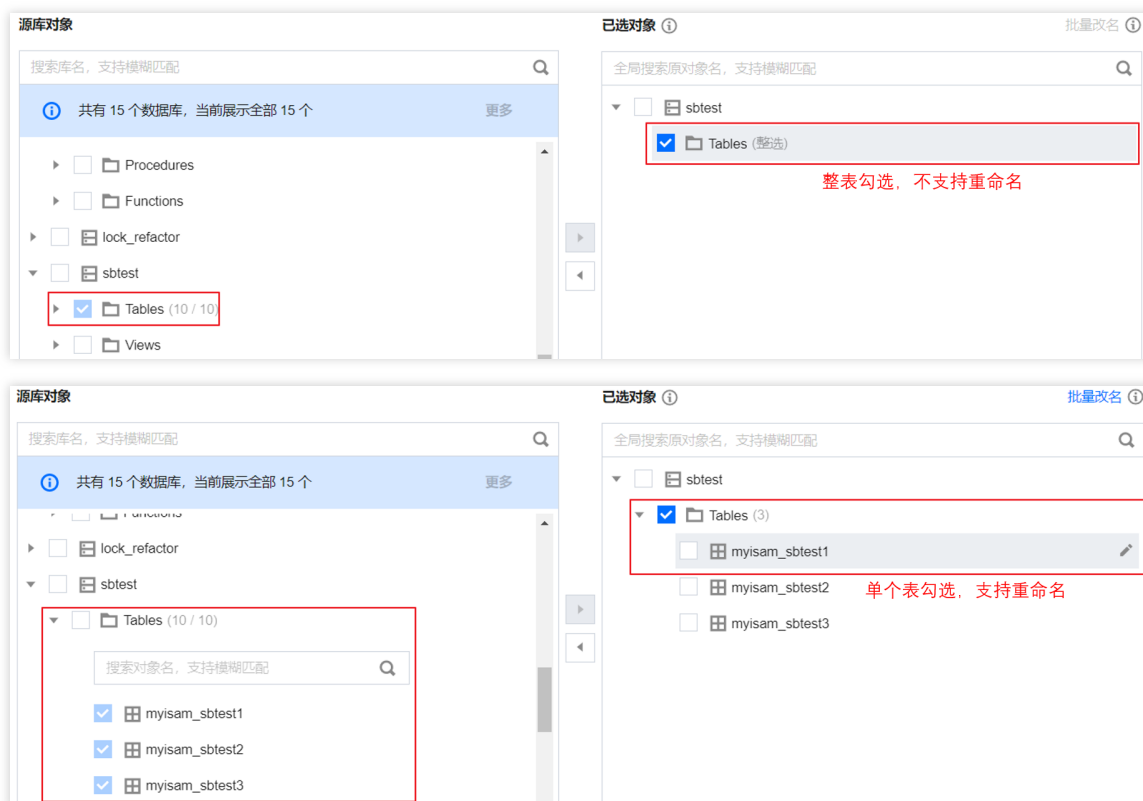 源库对象
搜索库名，支持模糊匹配
共有 15 个数据库，当前展示全部 15 个 更多
Procedures
Functions
lock_refactor
sbtest
Tables (10 / 10)
Views
已选对象 批量改名
全局搜索原对象名，支持模糊匹配
sbtest
Tables (整选)
整表勾选，不支持重命名
源库对象
搜索库名，支持模糊匹配
共有 15 个数据库，当前展示全部 15 个 更多
Functions
lock_refactor
sbtest
Tables (10 / 10)
搜索对象名，支持模糊匹配
myisam_sbtest1
myisam_sbtest2
myisam_sbtest3
已选对象 批量改名
全局搜索原对象名，支持模糊匹配
sbtest
Tables (3)
myisam_sbtest1
myisam_sbtest2
单个表勾选，支持重命名
myisam_sbtest3